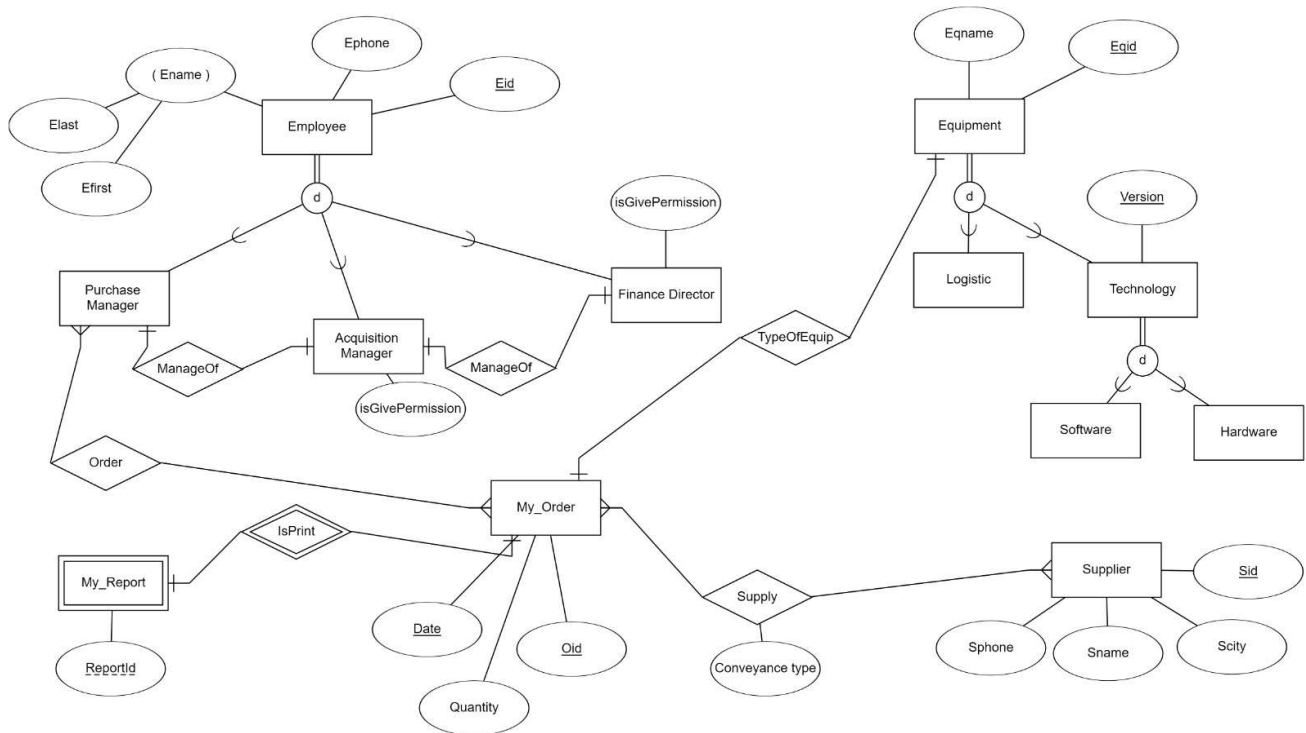 Ephone
Eqname
Eqid
( Ename )
Eid
Elast
Employee
Equipment
Efirst
d
isGivePermission
d
Version
Purchase
Manager
Logistic
Technology
Finance Director
Acquisition
Manager
TypeOfEquip
ManageOf
ManageOf
d
isGivePermission
Software
Hardware
Order
My_Order
IsPrint
My_Report
Supplier
Sid
Supply
Date
Oid
Sphone
Sname
Scity
ReportId
Conveyance type
Quantity